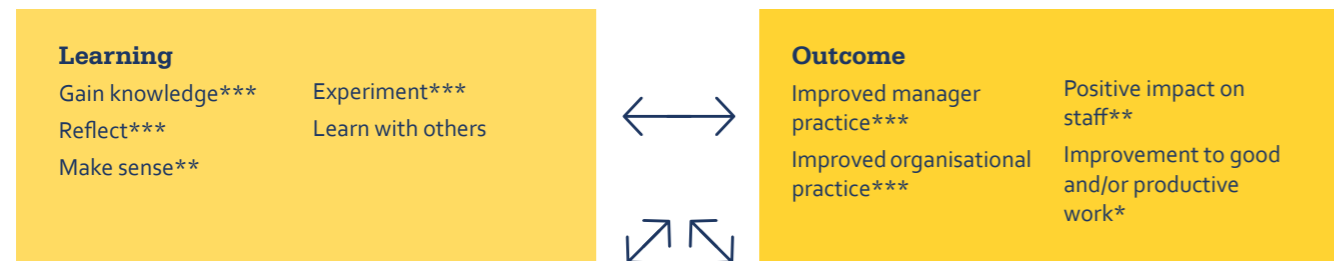 Learning
Gain knowledge***
Reflect***
Make sense**
Experiment***
Learn with others
Outcome
Improved manager
practice***
Improved organisational
practice***
Positive impact on
staff**
Improvement to good
and/or productive
work*